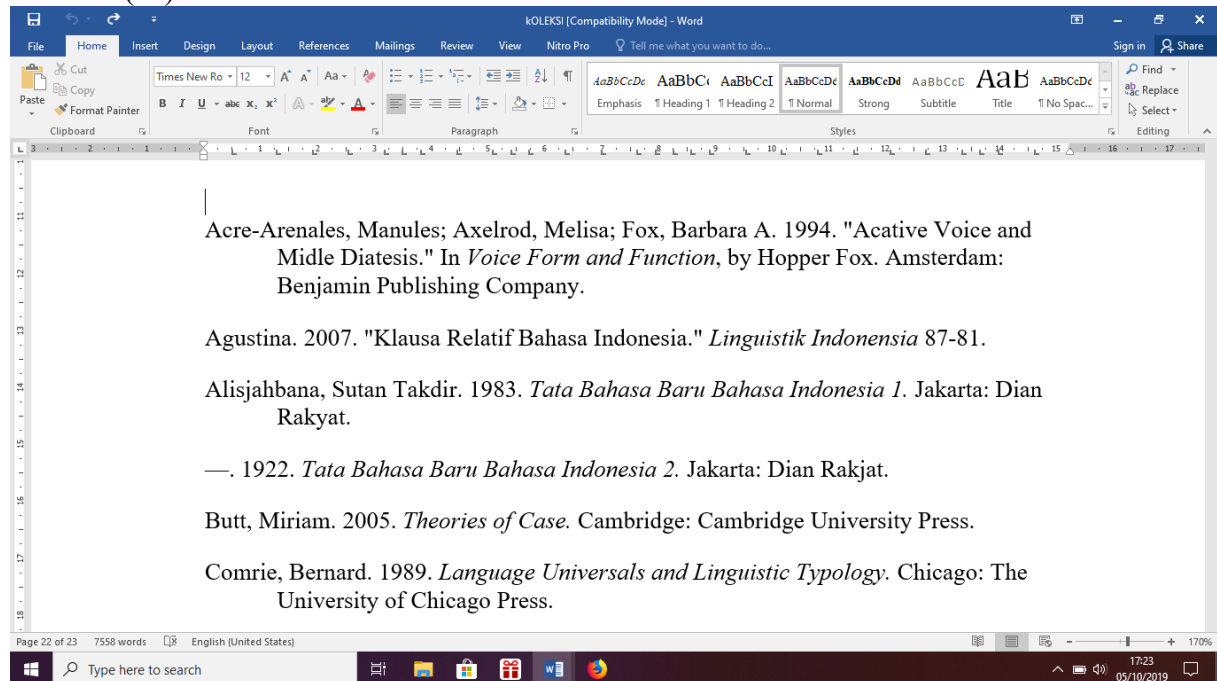 kOLEKSI [Compatibility Mode] - Word
File Home Insert Design Layout References Mailings Review View Nitro Pro Tell me what you want to do... Sign in Share
Cut
Copy
Format Painter
Paste
Times New Ro 12
AaBbCcDc AaBbC AaBbCcI AaBbCcDc AaBbCcDd AaBbCcD AaB AaBbCcDc
Emphasis ¶ Heading 1 ¶ Heading 2 ¶ Normal Strong Subtitle Title ¶ No Spac...
Find
Replace
Select
Clipboard Font Paragraph Styles Editing
Acre-Arenales, Manules; Axelrod, Melisa; Fox, Barbara A. 1994. "Acative Voice and
Midle Diatesis." In Voice Form and Function, by Hopper Fox. Amsterdam:
Benjamin Publishing Company.
Agustina. 2007. "Klausa Relatif Bahasa Indonesia." Linguistik Indonensia 87-81.
Alisjahbana, Sutan Takdir. 1983. Tata Bahasa Baru Bahasa Indonesia 1. Jakarta: Dian
Rakyat.
—. 1922. Tata Bahasa Baru Bahasa Indonesia 2. Jakarta: Dian Rakjat.
Butt, Miriam. 2005. Theories of Case. Cambridge: Cambridge University Press.
Comrie, Bernard. 1989. Language Universals and Linguistic Typology. Chicago: The
University of Chicago Press.
Page 22 of 23 7558 words English (United States) 170%
Type here to search
17:23
05/10/2019